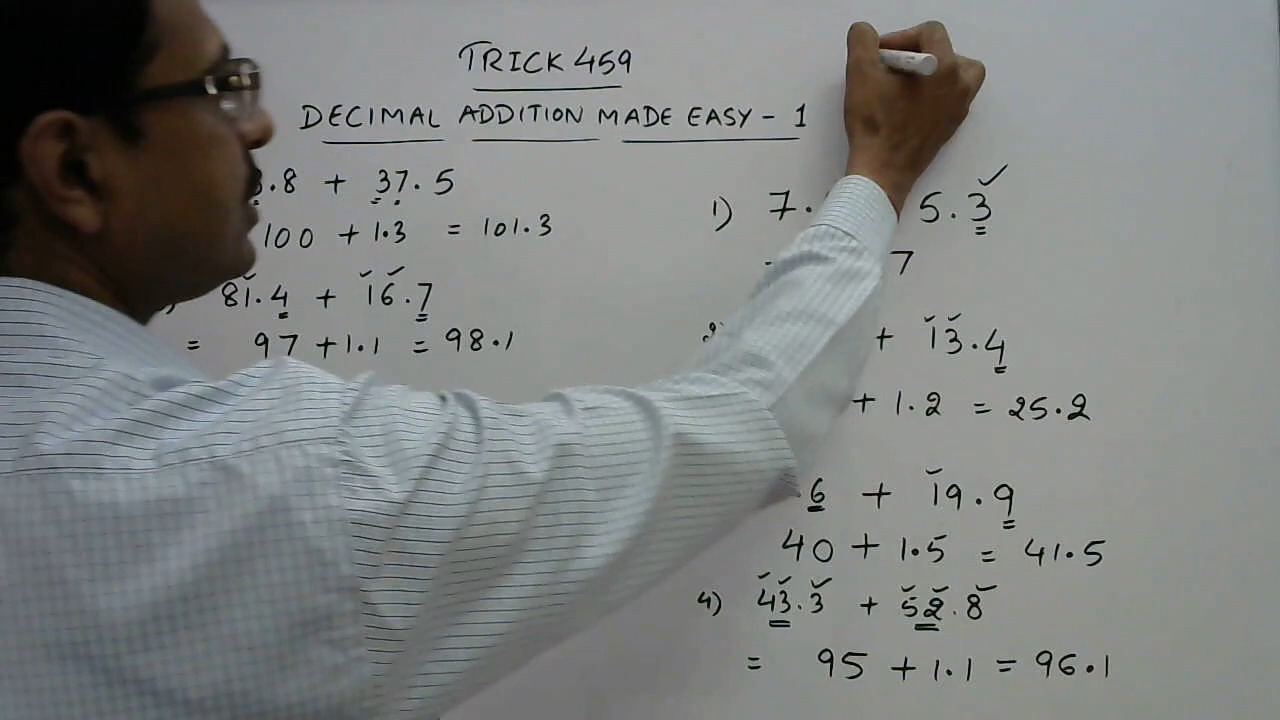 TRICK 459
DECIMAL ADDITION MADE EASY - 1
.8 + 37.5
100 + 1.3 = 101.3
81.4 + 16.7
= 97 + 1.1 = 98.1
1) 7. 5.3
7
+ 13.4
+ 1.2 = 25.2
6 + 19.9
40 + 1.5 = 41.5
4) 43.3 + 52.8
= 95 + 1.1 = 96.1